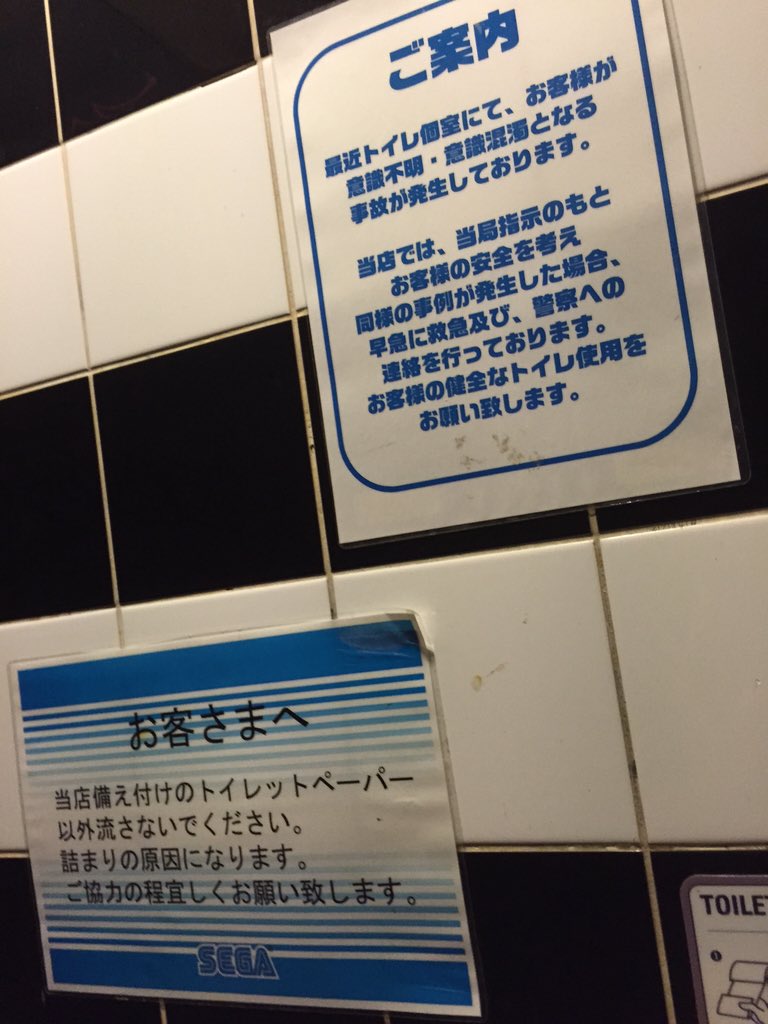 ご案内
最近トイレ個室にて、お客様が
意識不明・意識混濁となる
事故が発生しております。
当店では、当局指示のもと
お客様の安全を考え
同様の事例が発生した場合、
早急に救急及び、警察への
連絡を行っております。
お客様の健全なトイレ使用を
お願い致します。
お客さまへ
当店備え付けのトイレットペーパー
以外流さないでください。
詰まりの原因になります。
ご協力の程宜しくお願い致します。
SEGA
TOILE
1